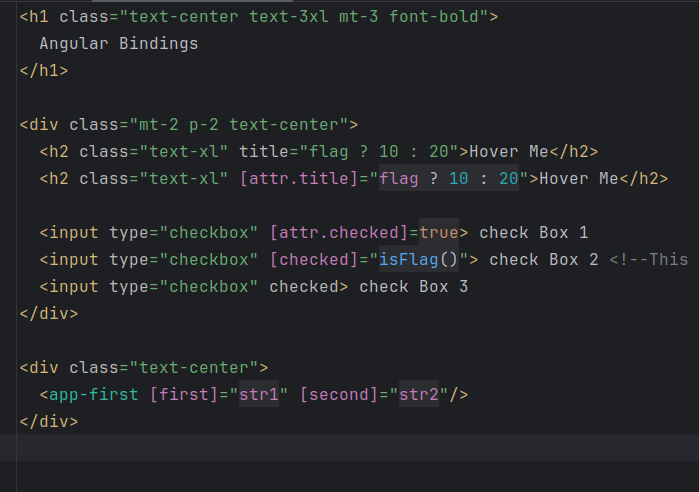 <h1 class="text-center text-3xl mt-3 font-bold">
  Angular Bindings
</h1>

<div class="mt-2 p-2 text-center">
  <h2 class="text-xl" title="flag ? 10 : 20">Hover Me</h2>
  <h2 class="text-xl" [attr.title]="flag ? 10 : 20">Hover Me</h2>

  <input type="checkbox" [attr.checked]=true> check Box 1
  <input type="checkbox" [checked]="isFlag()"> check Box 2 <!--This
  <input type="checkbox" checked> check Box 3
</div>

<div class="text-center">
  <app-first [first]="str1" [second]="str2"/>
</div>